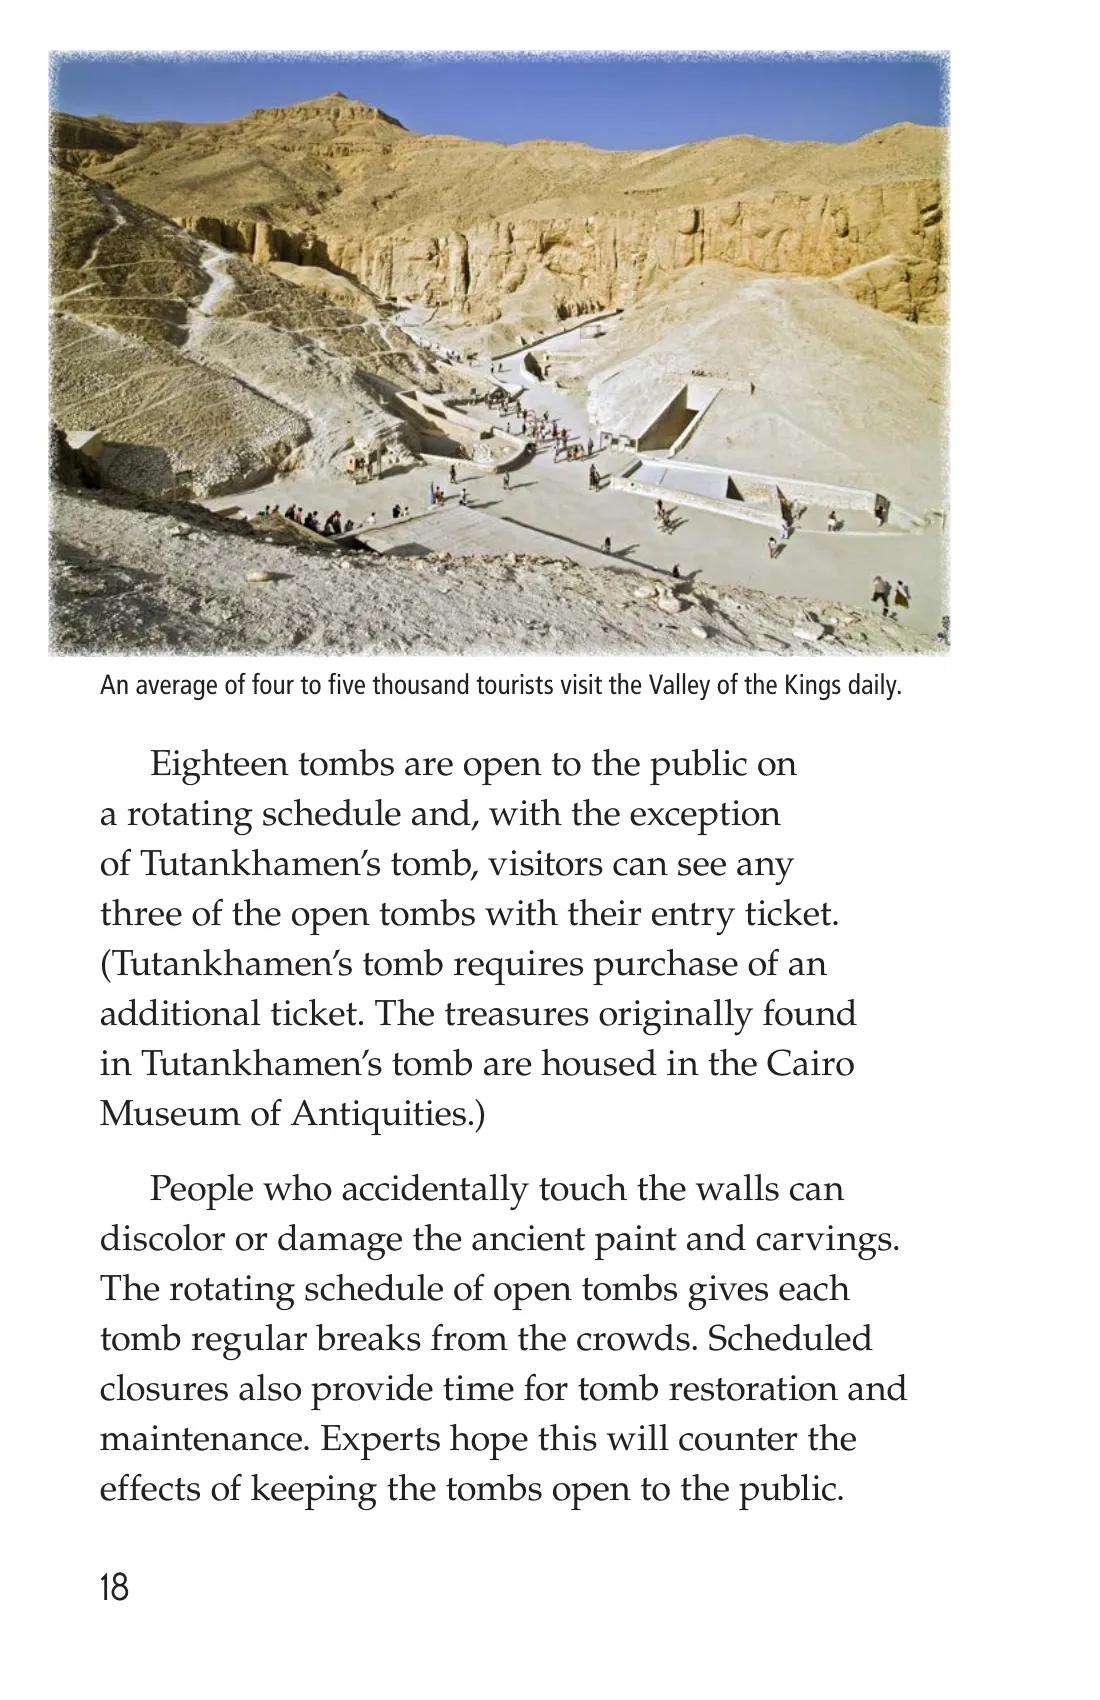 An average of four to five thousand tourists visit the Valley of the Kings daily.
Eighteen tombs are open to the public on
a rotating schedule and, with the exception
of Tutankhamen’s tomb, visitors can see any
three of the open tombs with their entry ticket.
(Tutankhamen’s tomb requires purchase of an
additional ticket. The treasures originally found
in Tutankhamen’s tomb are housed in the Cairo
Museum of Antiquities.)
People who accidentally touch the walls can
discolor or damage the ancient paint and carvings.
The rotating schedule of open tombs gives each
tomb regular breaks from the crowds. Scheduled
closures also provide time for tomb restoration and
maintenance. Experts hope this will counter the
effects of keeping the tombs open to the public.
18